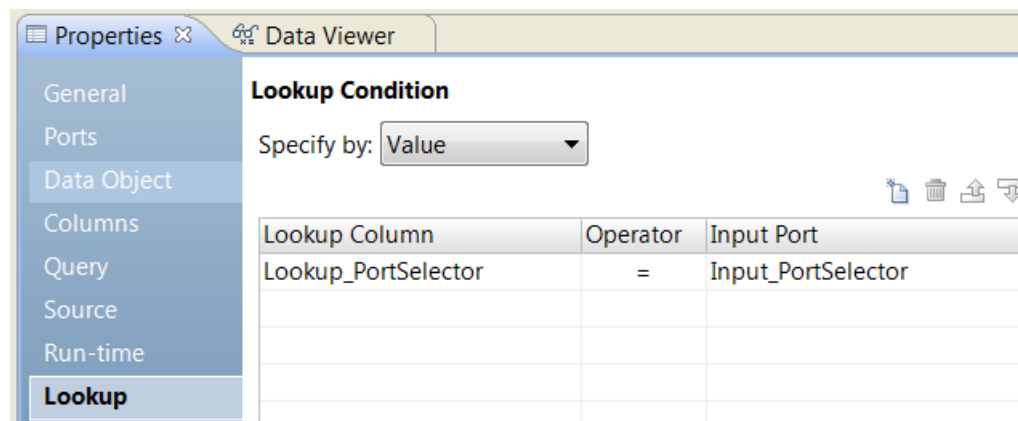 Properties Data Viewer
General
Ports
Data Object
Columns
Query
Source
Run-time
Lookup
Lookup Condition
Specify by: Value
Lookup Column Operator Input Port
Lookup_PortSelector = Input_PortSelector